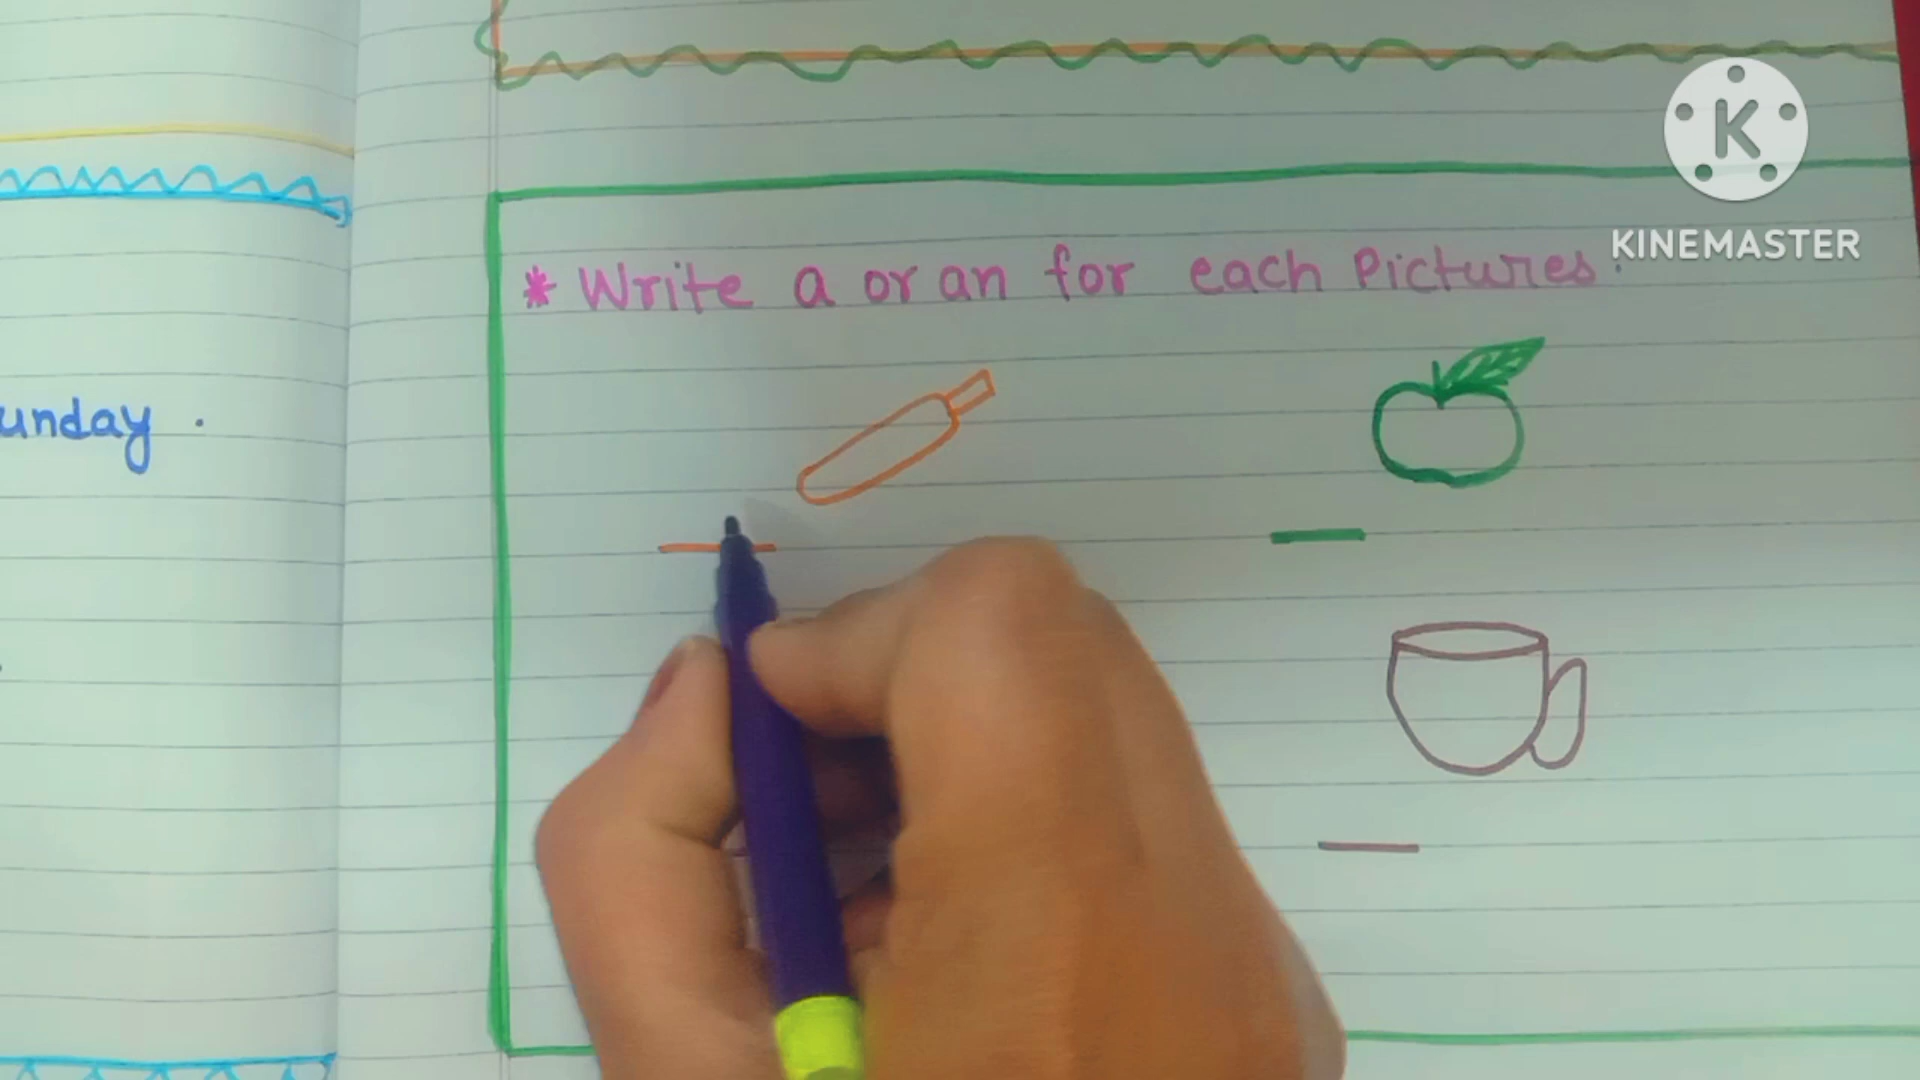 * Write a or an for each Pictures.
unday .
K
KINEMASTER